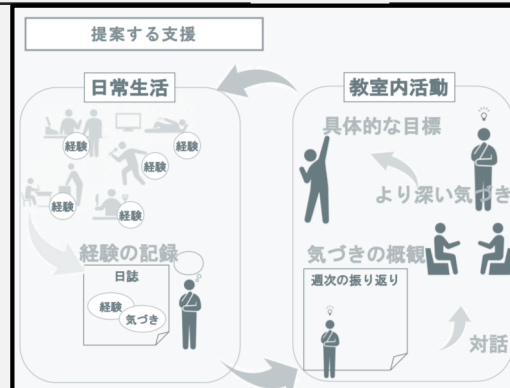 提案する支援
日常生活
経験
経験
経験
経験
経験
経験の記録
日誌
経験
気づき
教室内活動
具体的な目標
より深い気づき
気づきの概観
週次の振り返り
対話